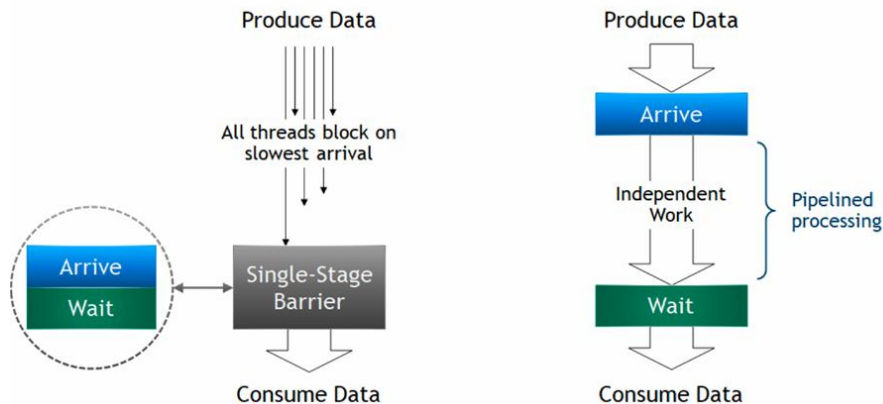 Produce Data
All threads block on
slowest arrival
Arrive
Wait
Single-Stage
Barrier
Consume Data
Produce Data
Arrive
Independent
Work
Pipelined
processing
Wait
Consume Data